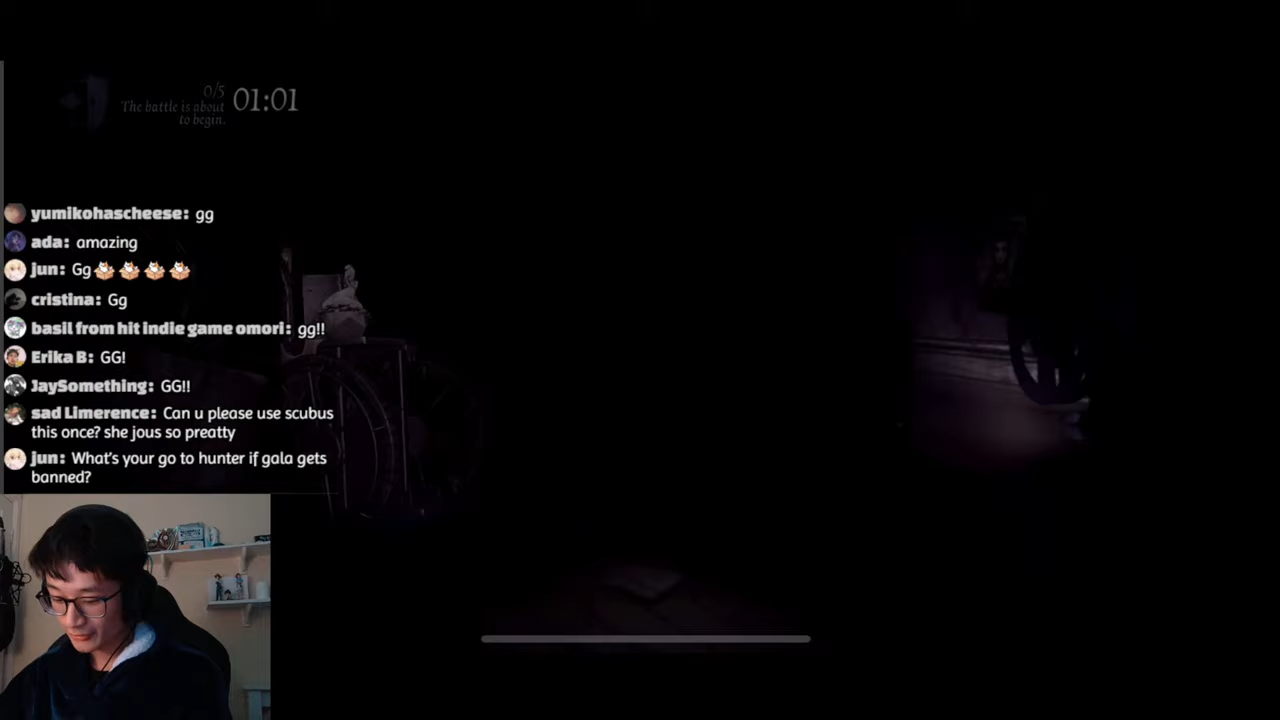 0/5
The battle is about
to begin.
01:01
yumikohascheese: gg
ada: amazing
jun: Gg
cristina: Gg
basil from hit indie game omori: gg!!
Erika B: GG!
JaySomething: GG!!
sad Limerence: Can u please use scubus
this once? she jous so preatty
jun: What's your go to hunter if gala gets
banned?